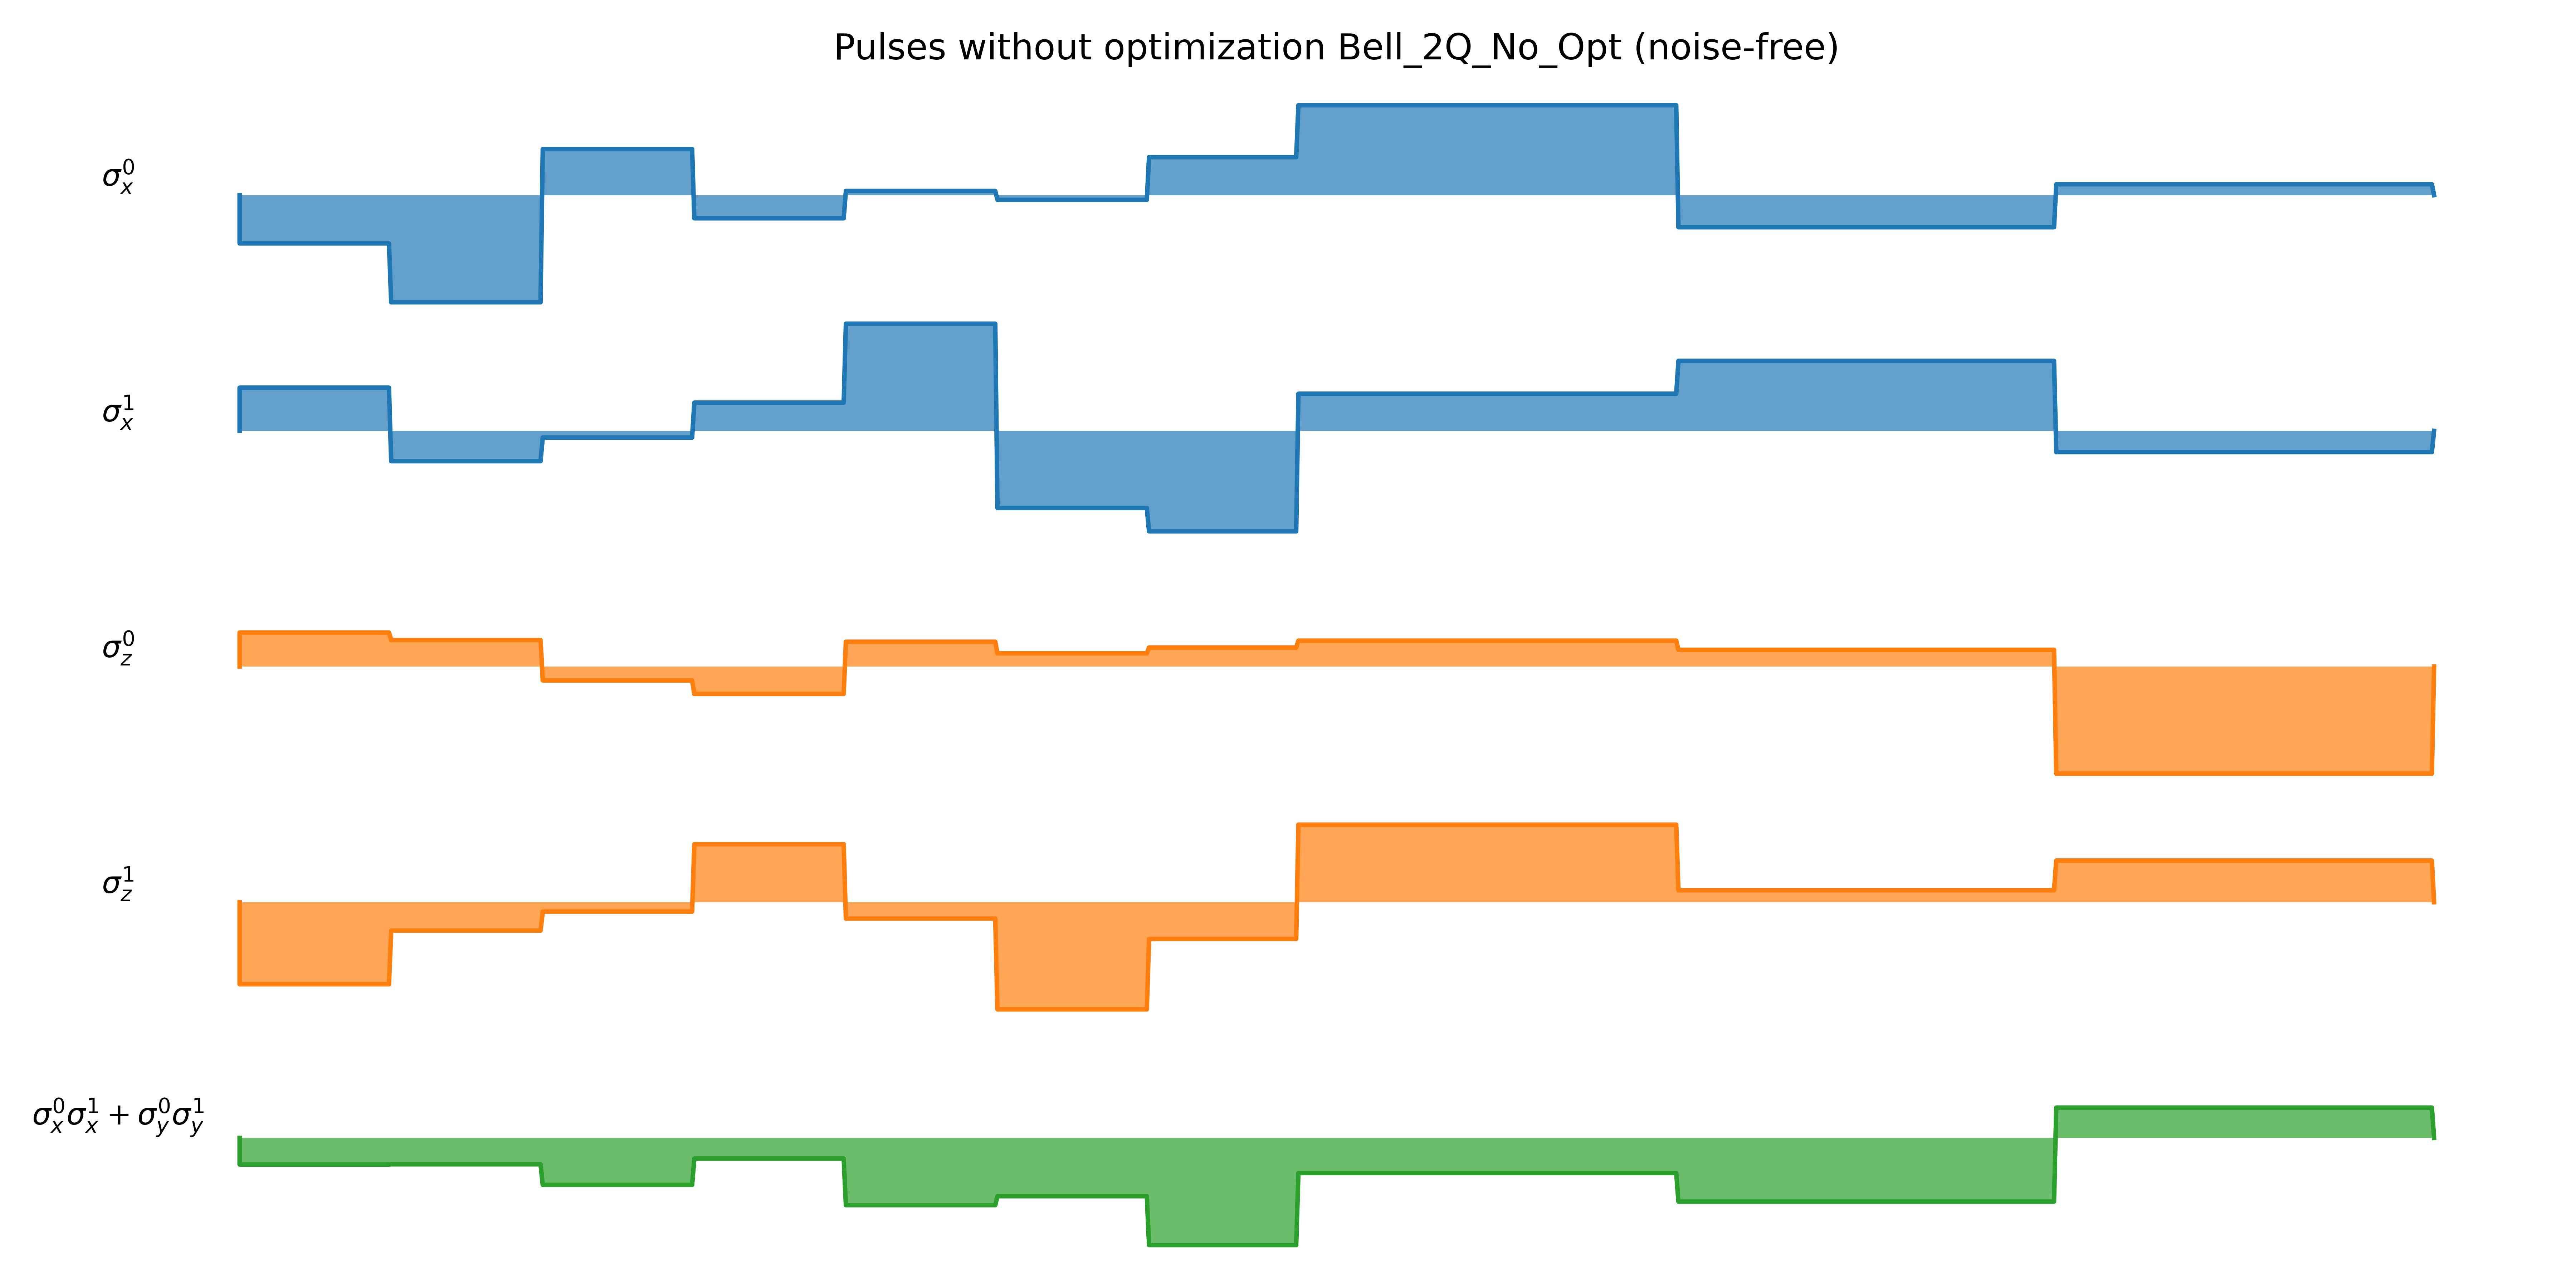 Pulses without optimization Bell_2Q_No_Opt (noise-free)
σ_x^0
σ_x^1
σ_z^0
σ_z^1
σ_x^0σ_x^1 + σ_y^0σ_y^1